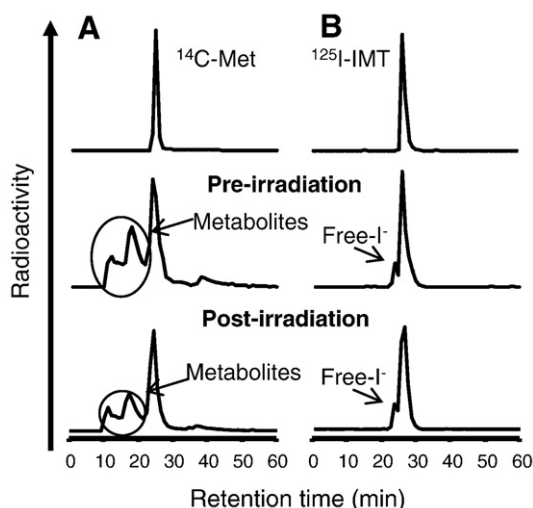 A
B
¹⁴C-Met
¹²⁵I-IMT
Radioactivity
Pre-irradiation
Metabolites
Free-I⁻
Post-irradiation
Metabolites
Free-I⁻
0 10 20 30 40 50 60
0 10 20 30 40 50 60
Retention time (min)